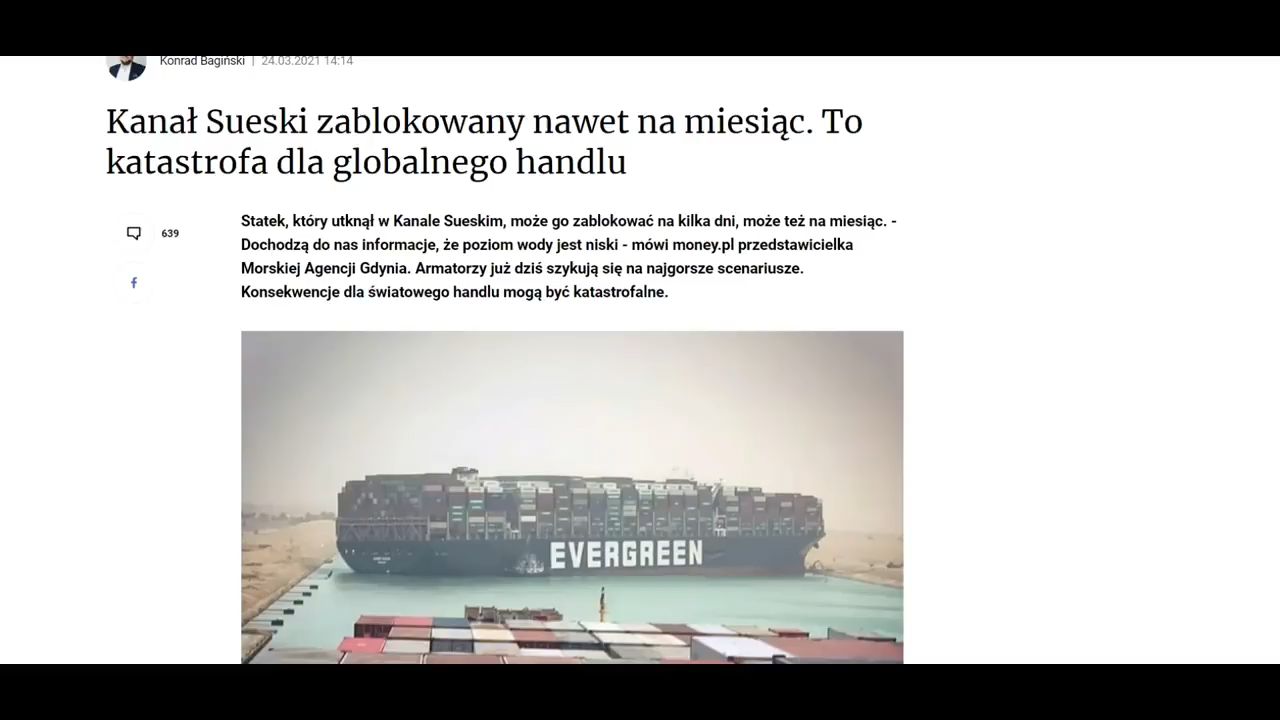 Konrad Bagiński | 24.03.2021 14:14
Kanał Sueski zablokowany nawet na miesiąc. To
katastrofa dla globalnego handlu
639
Statek, który utknął w Kanale Sueskim, może go zablokować na kilka dni, może też na miesiąc. -
Dochodzą do nas informacje, że poziom wody jest niski - mówi money.pl przedstawicielka
Morskiej Agencji Gdynia. Armatorzy już dziś szykują się na najgorsze scenariusze.
Konsekwencje dla światowego handlu mogą być katastrofalne.
EVERGREEN